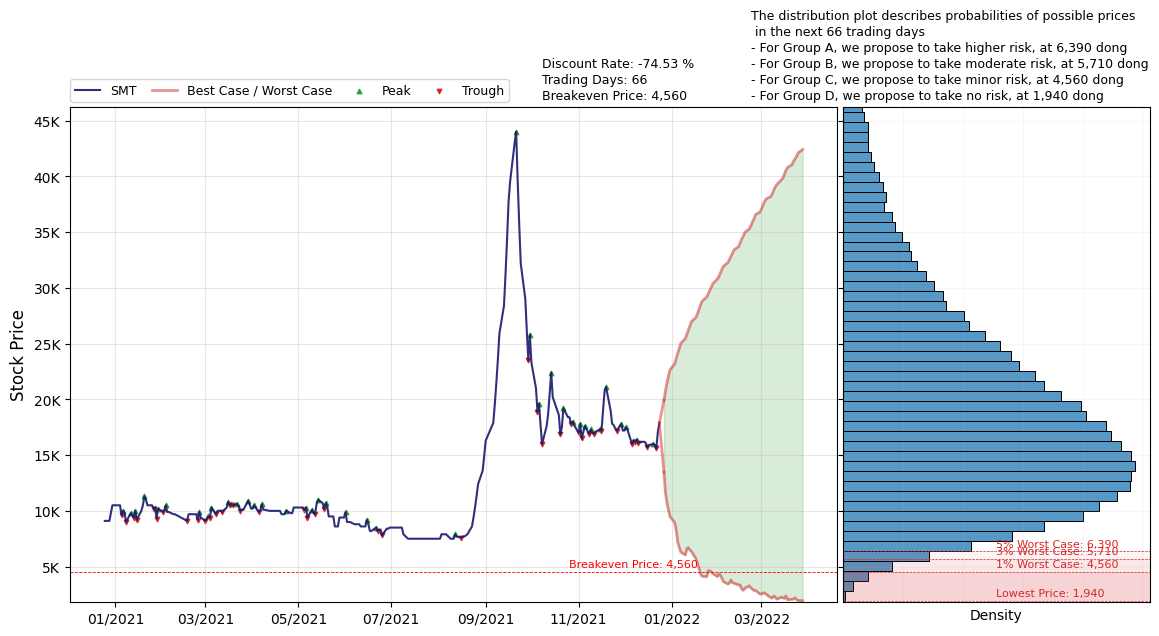 The distribution plot describes probabilities of possible prices
in the next 66 trading days
- For Group A, we propose to take higher risk, at 6,390 dong
- For Group B, we propose to take moderate risk, at 5,710 dong
- For Group C, we propose to take minor risk, at 4,560 dong
- For Group D, we propose to take no risk, at 1,940 dong
Discount Rate: -74.53 %
Trading Days: 66
Breakeven Price: 4,560
SMT Best Case / Worst Case Peak Trough
Stock Price
45K
40K
35K
30K
25K
20K
15K
10K
5K
Breakeven Price: 4,560
5% Worst Case: 6,390
3% Worst Case: 5,710
1% Worst Case: 4,560
Lowest Price: 1,940
01/2021 03/2021 05/2021 07/2021 09/2021 11/2021 01/2022 03/2022
Density